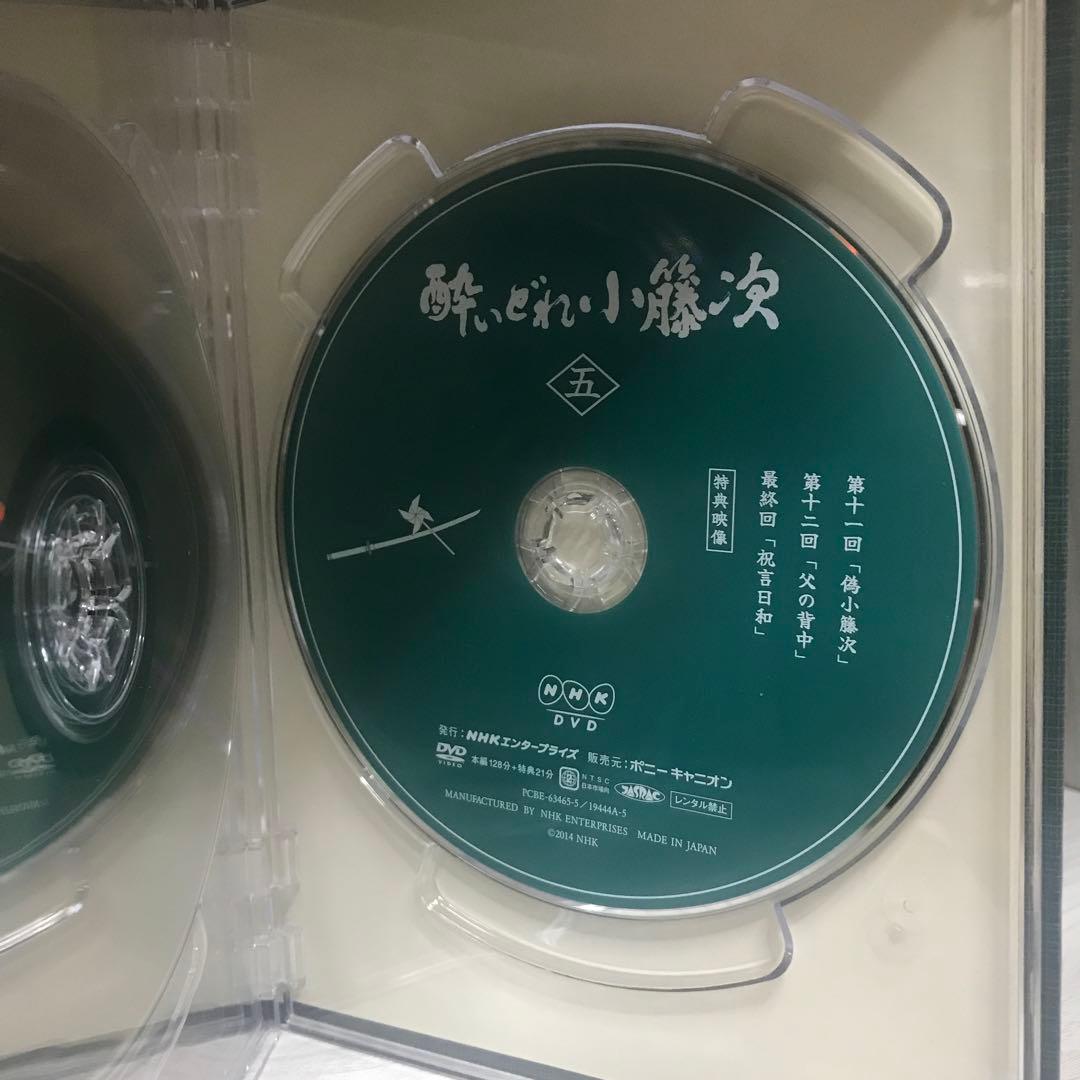 酔いどれ小籐次
五
第十一回「偽小籐次」
第十二回「父の背中」
最終回「祝言日和」
特典映像
NHK
DVD
発行：NHKエンタープライズ 販売元：ポニーキャニオン
DVD VIDEO 本編128分+特典21分 2 NTSC 日本市場向 JASRAC レンタル禁止
PCBE-63465-5/19444A-5
MANUFACTURED BY NHK ENTERPRISES MADE IN JAPAN
©2014 NHK